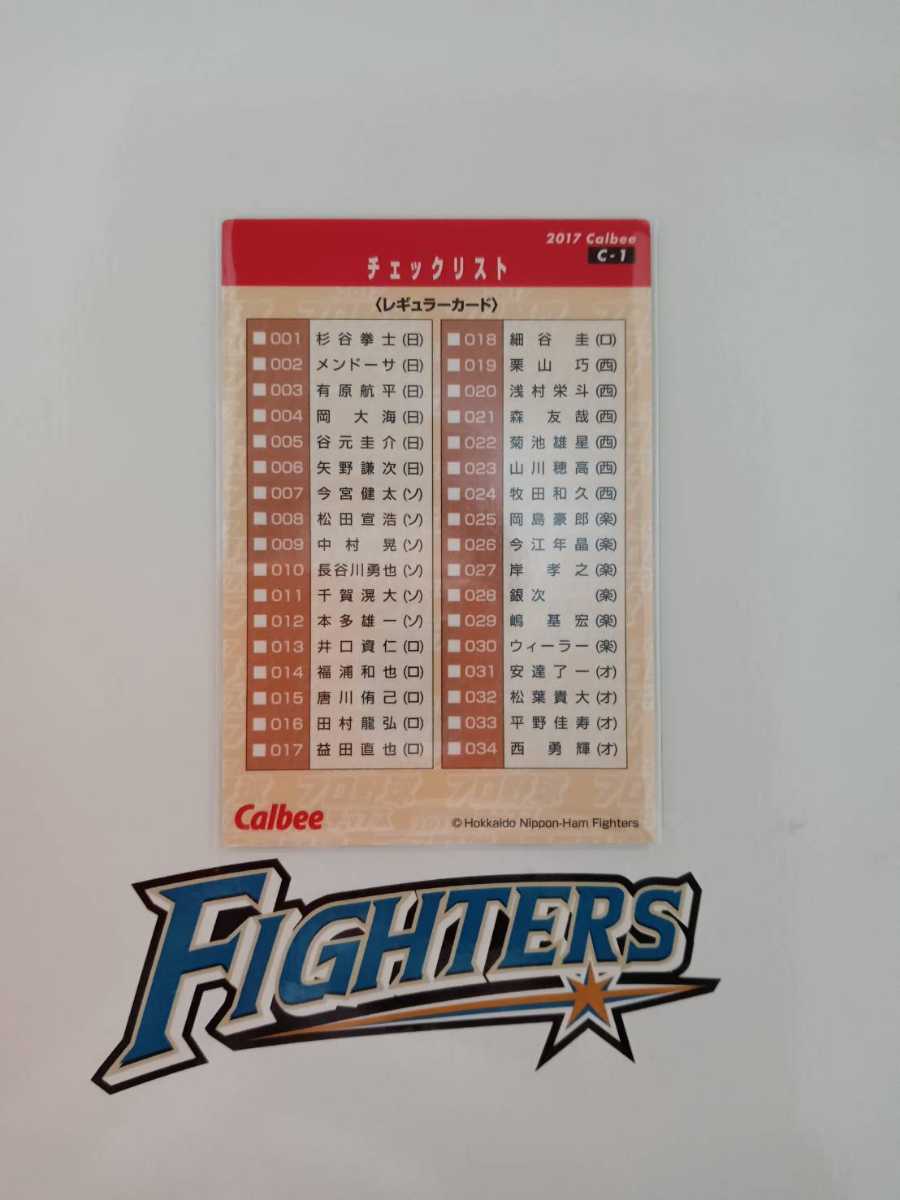 2017 Calbee
C-1
チェックリスト
〈レギュラーカード〉
001 杉谷拳士(日)
002 メンドーサ(日)
003 有原航平(日)
004 岡大海(日)
005 谷元圭介(日)
006 矢野謙次(日)
007 今宮健太(ソ)
008 松田宣浩(ソ)
009 中村晃(ソ)
010 長谷川勇也(ソ)
011 千賀滉大(ソ)
012 本多雄一(ソ)
013 井口資仁(ロ)
014 福浦和也(ロ)
015 唐川侑己(ロ)
016 田村龍弘(ロ)
017 益田直也(ロ)
018 細谷圭(ロ)
019 栗山巧(西)
020 浅村栄斗(西)
021 森友哉(西)
022 菊池雄星(西)
023 山川穂高(西)
024 牧田和久(西)
025 岡島豪郎(楽)
026 今江年晶(楽)
027 岸孝之(楽)
028 銀次(楽)
029 嶋基宏(楽)
030 ウィーラー(楽)
031 安達了一(オ)
032 松葉貴大(オ)
033 平野佳寿(オ)
034 西勇輝(オ)
Calbee
© Hokkaido Nippon-Ham Fighters
FIGHTERS